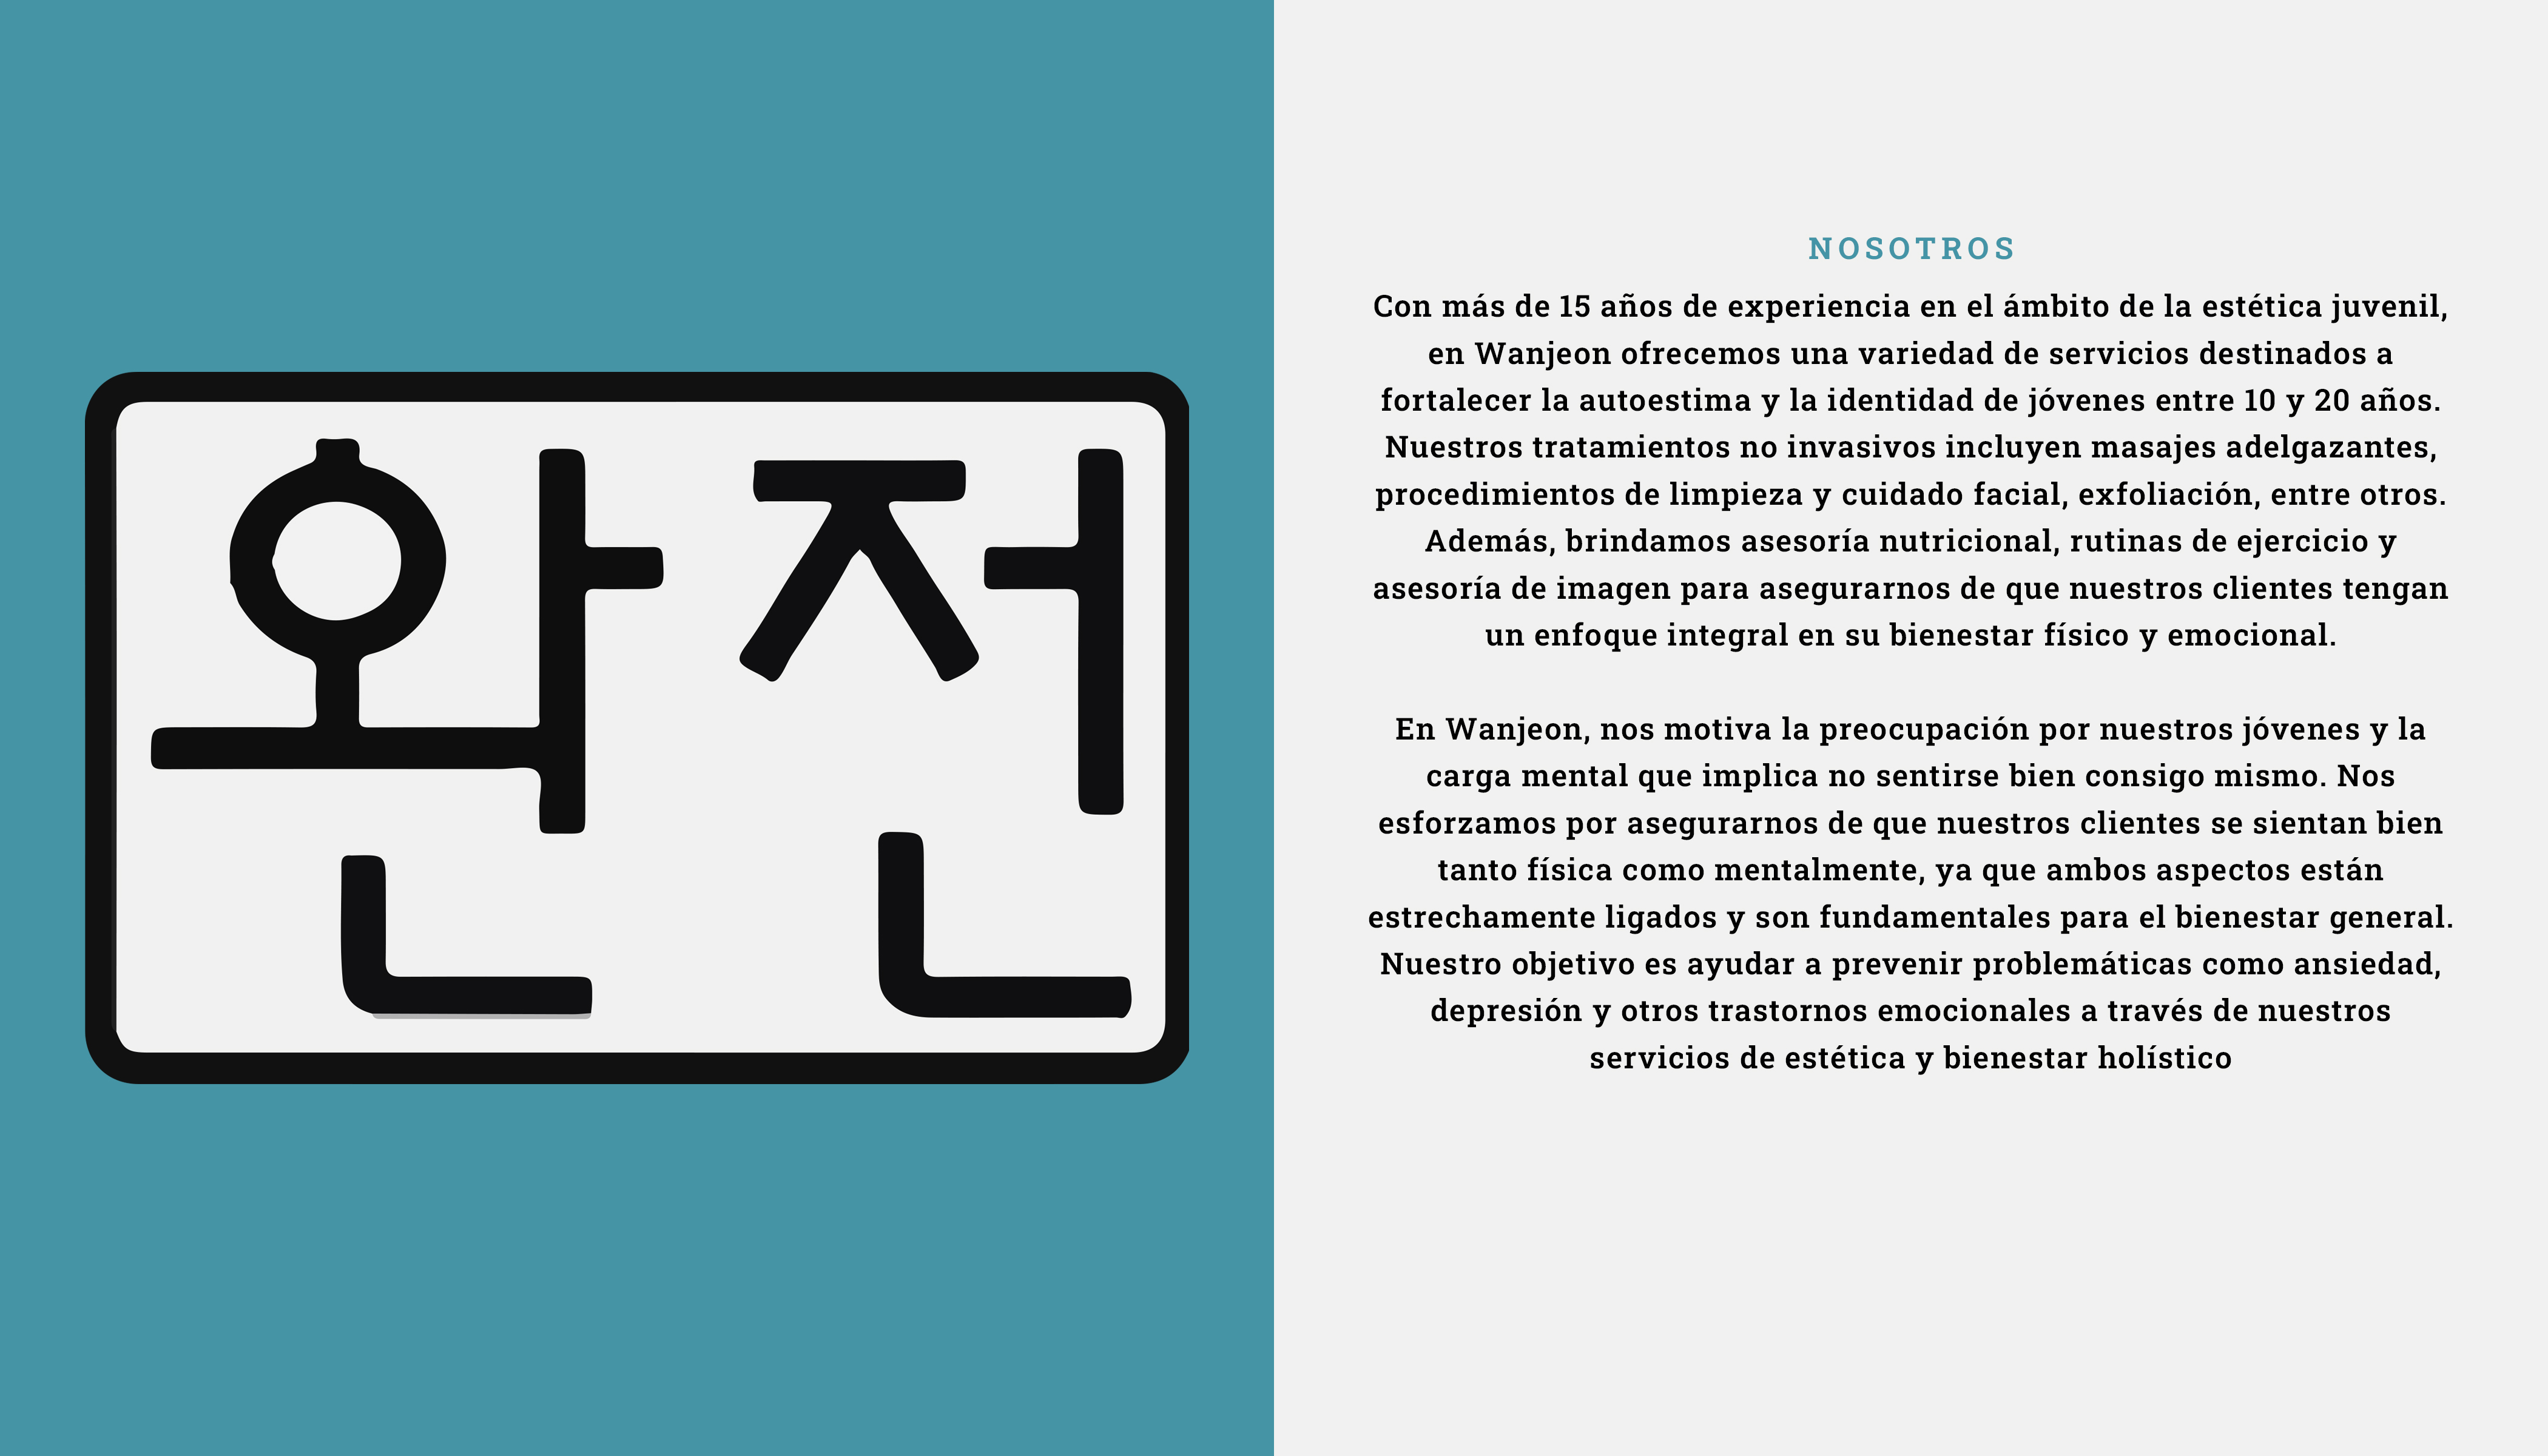 완전
NOSOTROS
Con más de 15 años de experiencia en el ámbito de la estética juvenil,
en Wanjeon ofrecemos una variedad de servicios destinados a
fortalecer la autoestima y la identidad de jóvenes entre 10 y 20 años.
Nuestros tratamientos no invasivos incluyen masajes adelgazantes,
procedimientos de limpieza y cuidado facial, exfoliación, entre otros.
Además, brindamos asesoría nutricional, rutinas de ejercicio y
asesoría de imagen para asegurarnos de que nuestros clientes tengan
un enfoque integral en su bienestar físico y emocional.
En Wanjeon, nos motiva la preocupación por nuestros jóvenes y la
carga mental que implica no sentirse bien consigo mismo. Nos
esforzamos por asegurarnos de que nuestros clientes se sientan bien
tanto física como mentalmente, ya que ambos aspectos están
estrechamente ligados y son fundamentales para el bienestar general.
Nuestro objetivo es ayudar a prevenir problemáticas como ansiedad,
depresión y otros trastornos emocionales a través de nuestros
servicios de estética y bienestar holístico